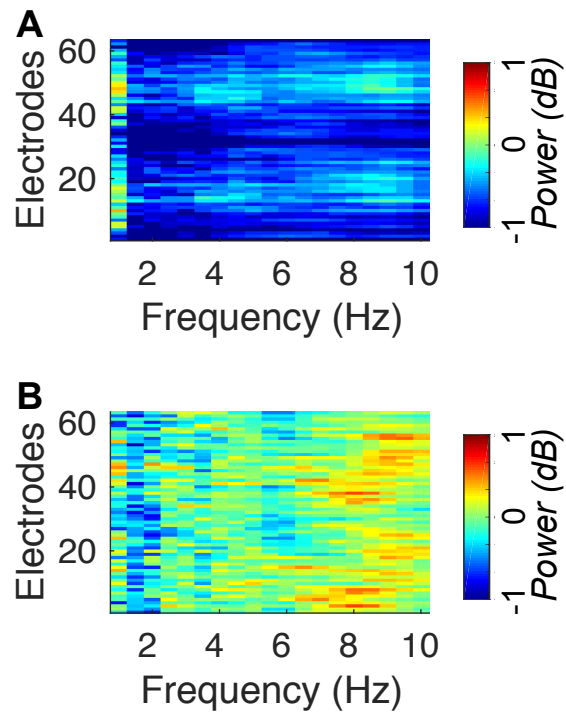 A
Electrodes
60
40
20
2 4 6 8 10
Frequency (Hz)
1
0
-1
Power (dB)
B
Electrodes
60
40
20
2 4 6 8 10
Frequency (Hz)
1
0
-1
Power (dB)